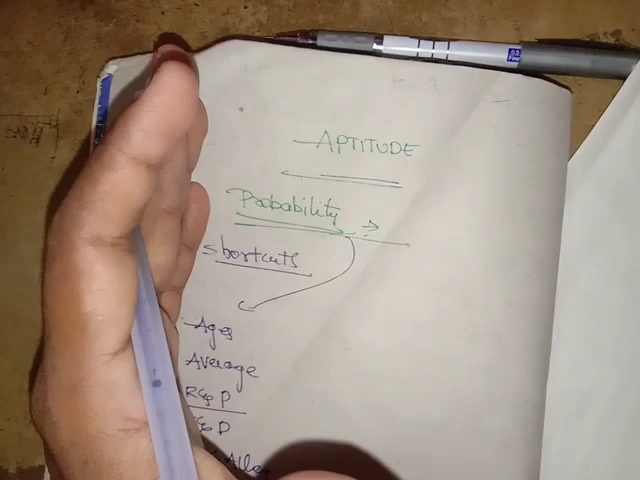 APTITUDE
Probability →
Shortcuts
Ages
Average
R & P